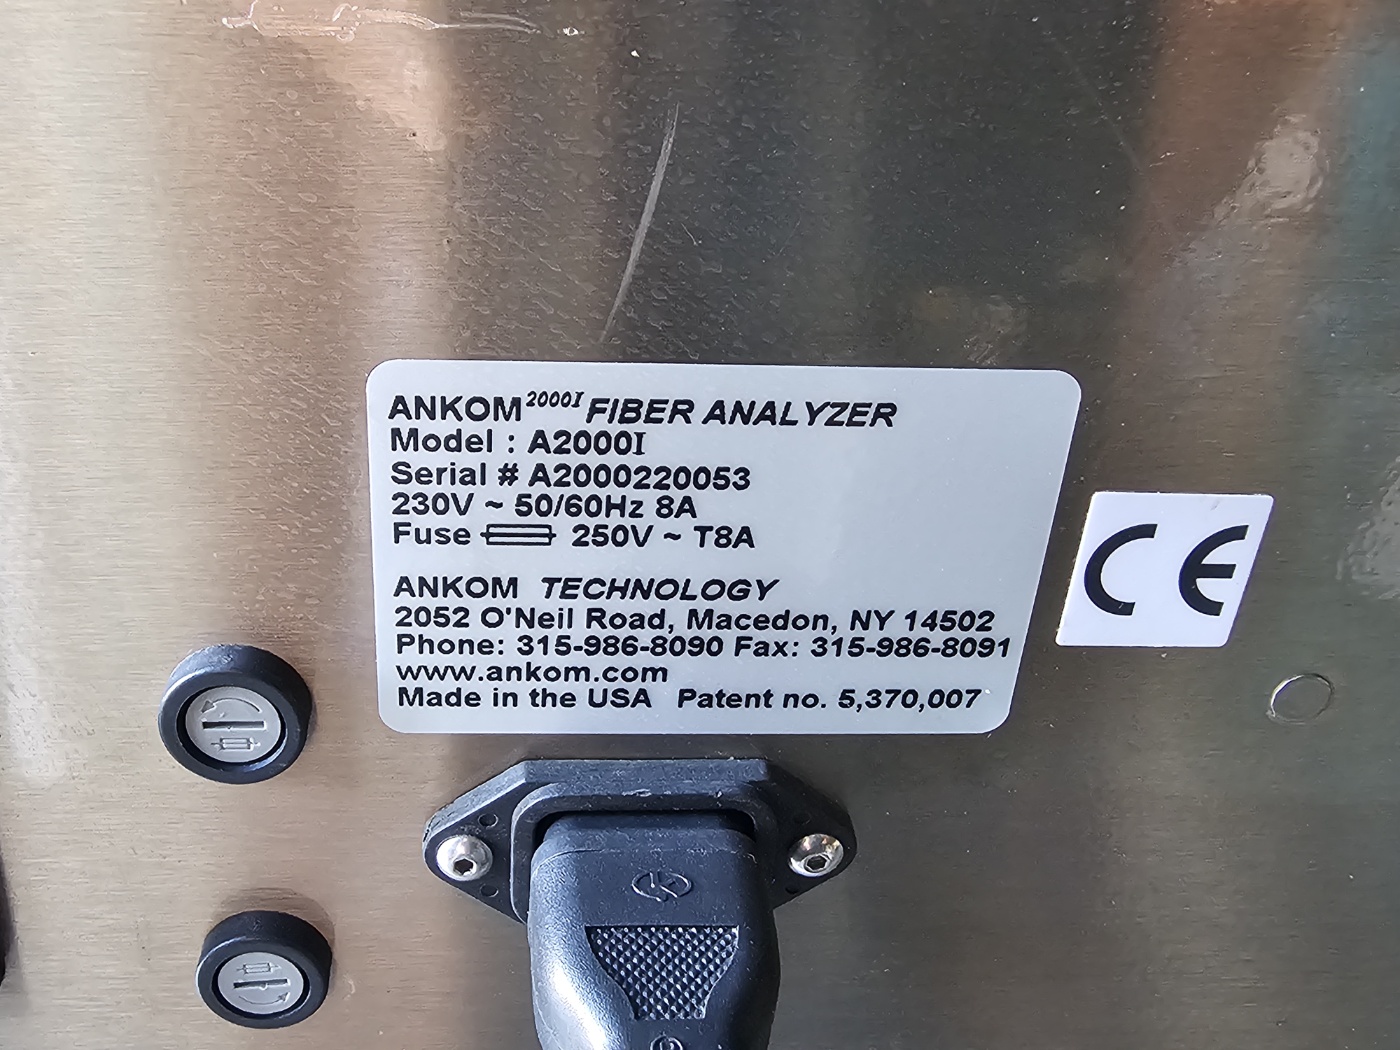 ANKOM2000I FIBER ANALYZER
Model : A2000I
Serial # A2000220053
230V ~ 50/60Hz 8A
Fuse 250V ~ T8A
ANKOM TECHNOLOGY
2052 O'Neil Road, Macedon, NY 14502
Phone: 315-986-8090 Fax: 315-986-8091
www.ankom.com
Made in the USA Patent no. 5,370,007
CE